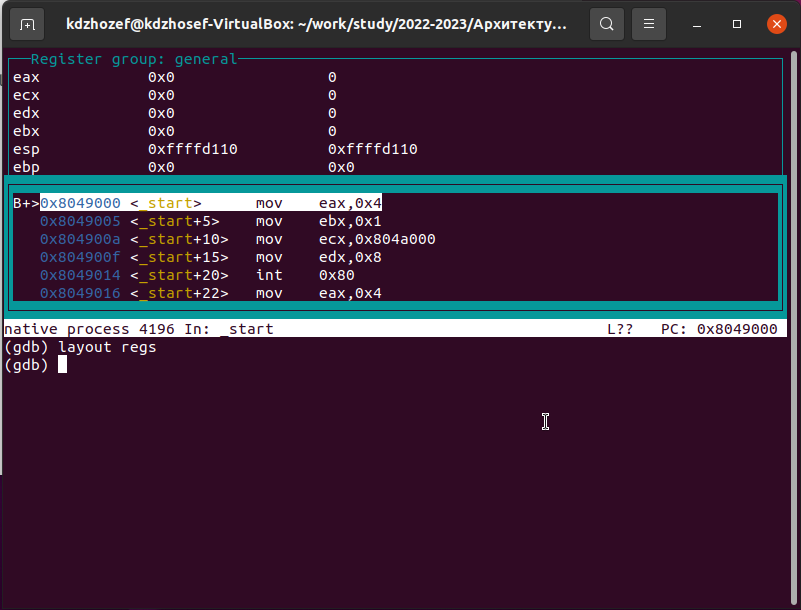 kdzhozef@kdzhosef-VirtualBox: ~/work/study/2022-2023/Архитекту...
Register group: general
eax 0x0 0
ecx 0x0 0
edx 0x0 0
ebx 0x0 0
esp 0xffffd110 0xffffd110
ebp 0x0 0x0
B+>0x8049000 <_start> mov eax,0x4
0x8049005 <_start+5> mov ebx,0x1
0x804900a <_start+10> mov ecx,0x804a000
0x804900f <_start+15> mov edx,0x8
0x8049014 <_start+20> int 0x80
0x8049016 <_start+22> mov eax,0x4
native process 4196 In: _start L?? PC: 0x8049000
(gdb) layout regs
(gdb)